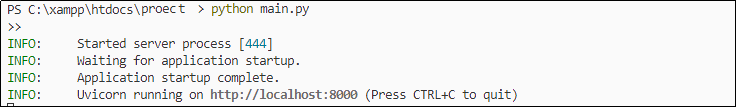 PS C:\xampp\htdocs\proect > python main.py
>>
INFO: Started server process [444]
INFO: Waiting for application startup.
INFO: Application startup complete.
INFO: Uvicorn running on http://localhost:8000 (Press CTRL+C to quit)